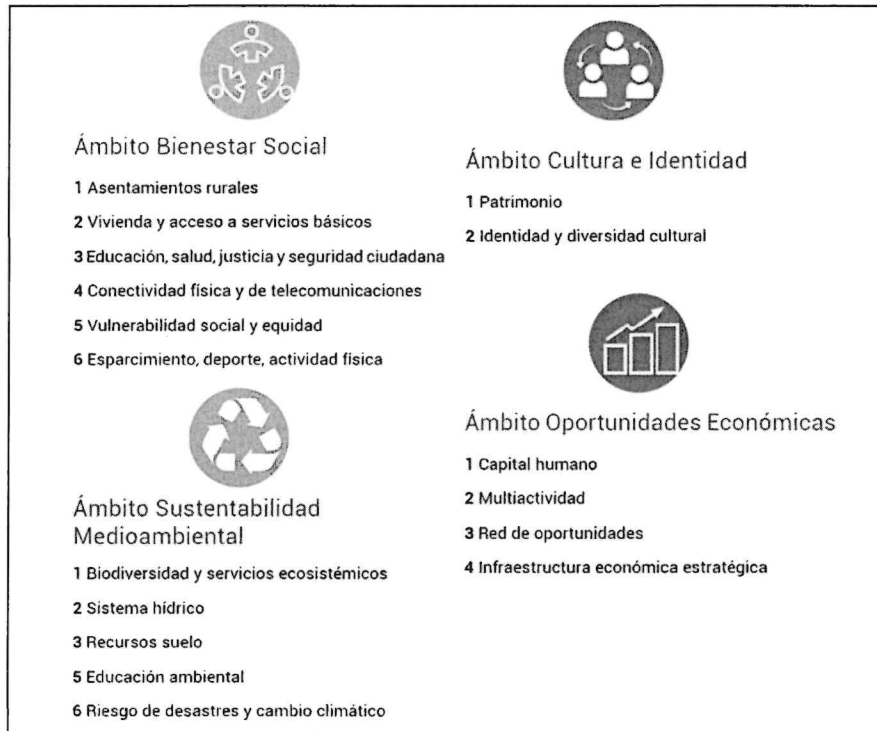 Ámbito Bienestar Social
1 Asentamientos rurales
2 Vivienda y acceso a servicios básicos
3 Educación, salud, justicia y seguridad ciudadana
4 Conectividad física y de telecomunicaciones
5 Vulnerabilidad social y equidad
6 Esparcimiento, deporte, actividad física
Ámbito Sustentabilidad
Medioambiental
1 Biodiversidad y servicios ecosistémicos
2 Sistema hídrico
3 Recursos suelo
5 Educación ambiental
6 Riesgo de desastres y cambio climático
Ámbito Cultura e Identidad
1 Patrimonio
2 Identidad y diversidad cultural
Ámbito Oportunidades Económicas
1 Capital humano
2 Multiactividad
3 Red de oportunidades
4 Infraestructura económica estratégica